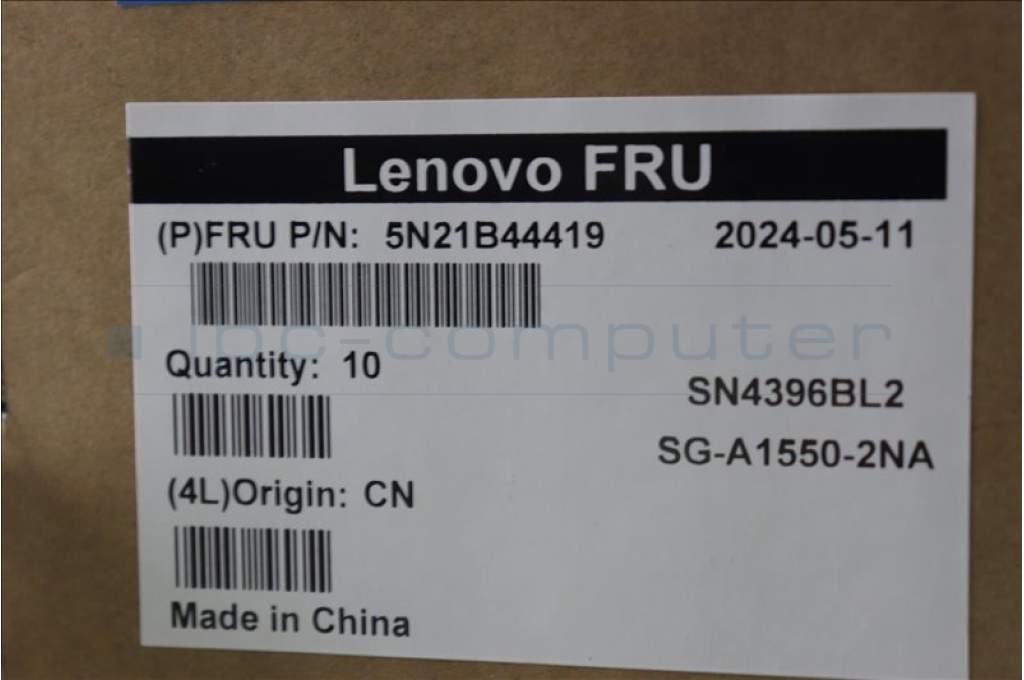 Lenovo FRU
(P)FRU P/N: 5N21B44419 2024-05-11
ipc-computer
Quantity: 10
SN4396BL2
SG-A1550-2NA
(4L)Origin: CN
Made in China